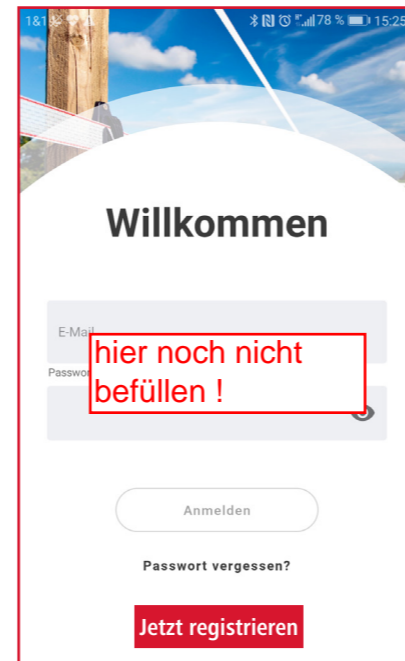 1&1
78 % 15:25
Willkommen
E-Mail
hier noch nicht
befüllen !
Anmelden
Passwort vergessen?
Jetzt registrieren